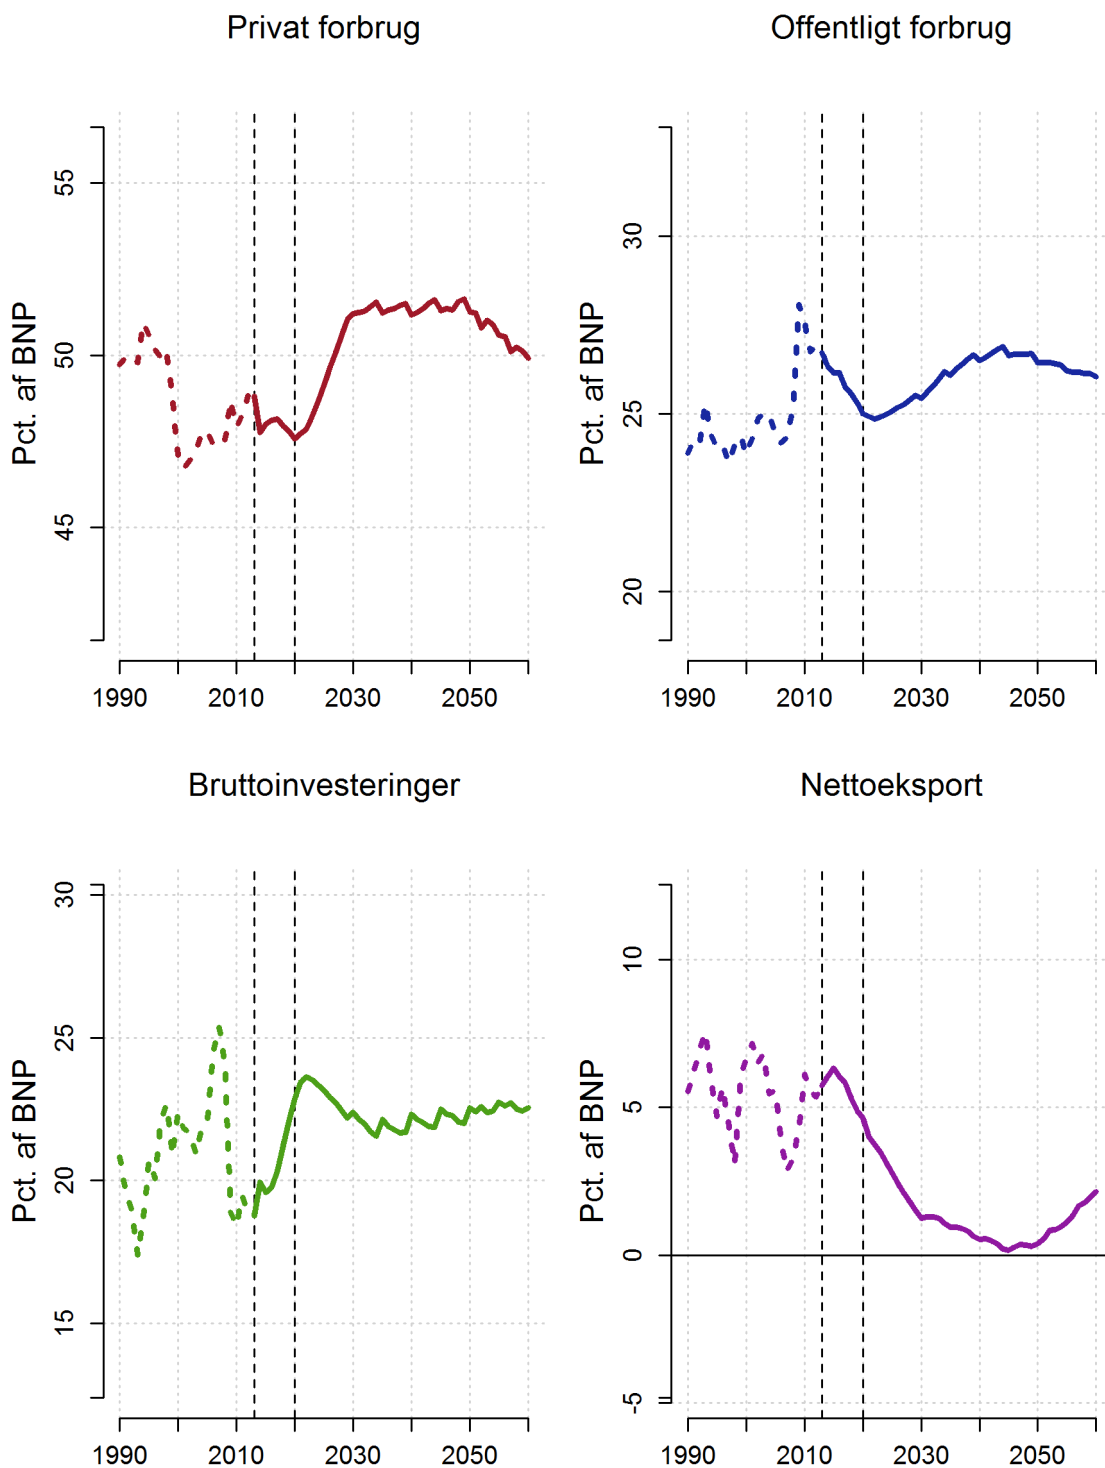 Privat forbrug
Pct. af BNP
55
50
45
1990 2010 2030 2050
Offentligt forbrug
Pct. af BNP
30
25
20
1990 2010 2030 2050
Bruttoinvesteringer
Pct. af BNP
30
25
20
15
1990 2010 2030 2050
Nettoeksport
Pct. af BNP
10
5
0
-5
1990 2010 2030 2050